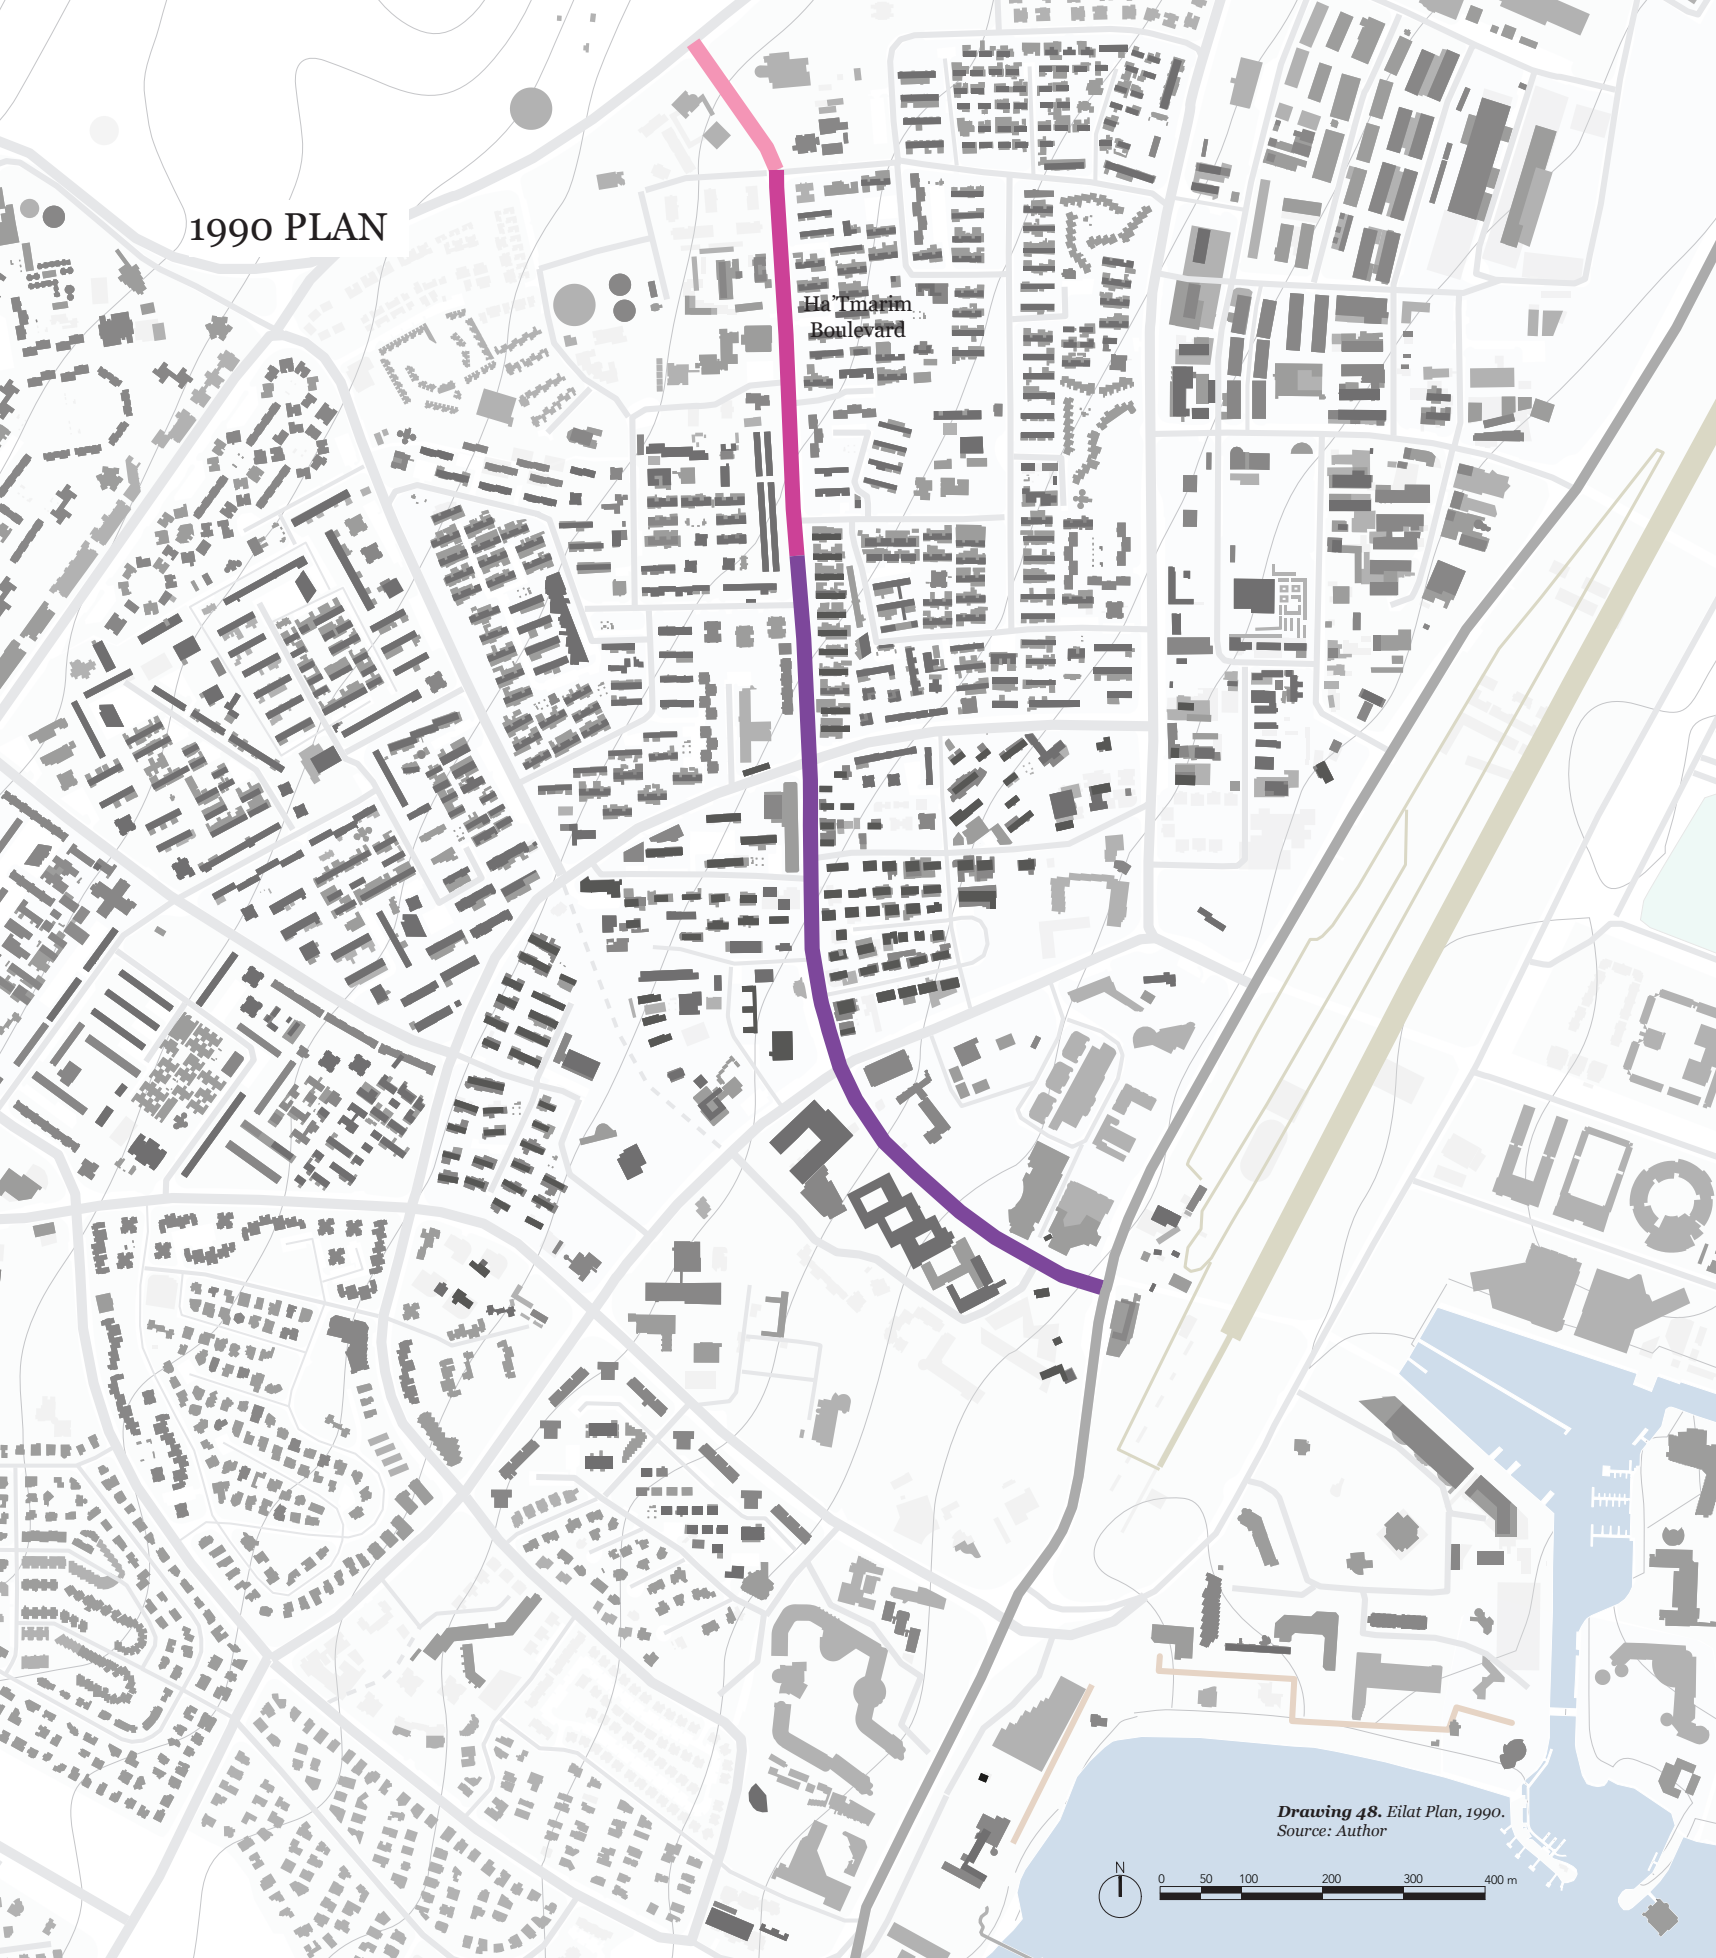 1990 PLAN
Ha'Tmarim
Boulevard
Drawing 48. Eilat Plan, 1990.
Source: Author
N
0 50 100 200 300 400 m